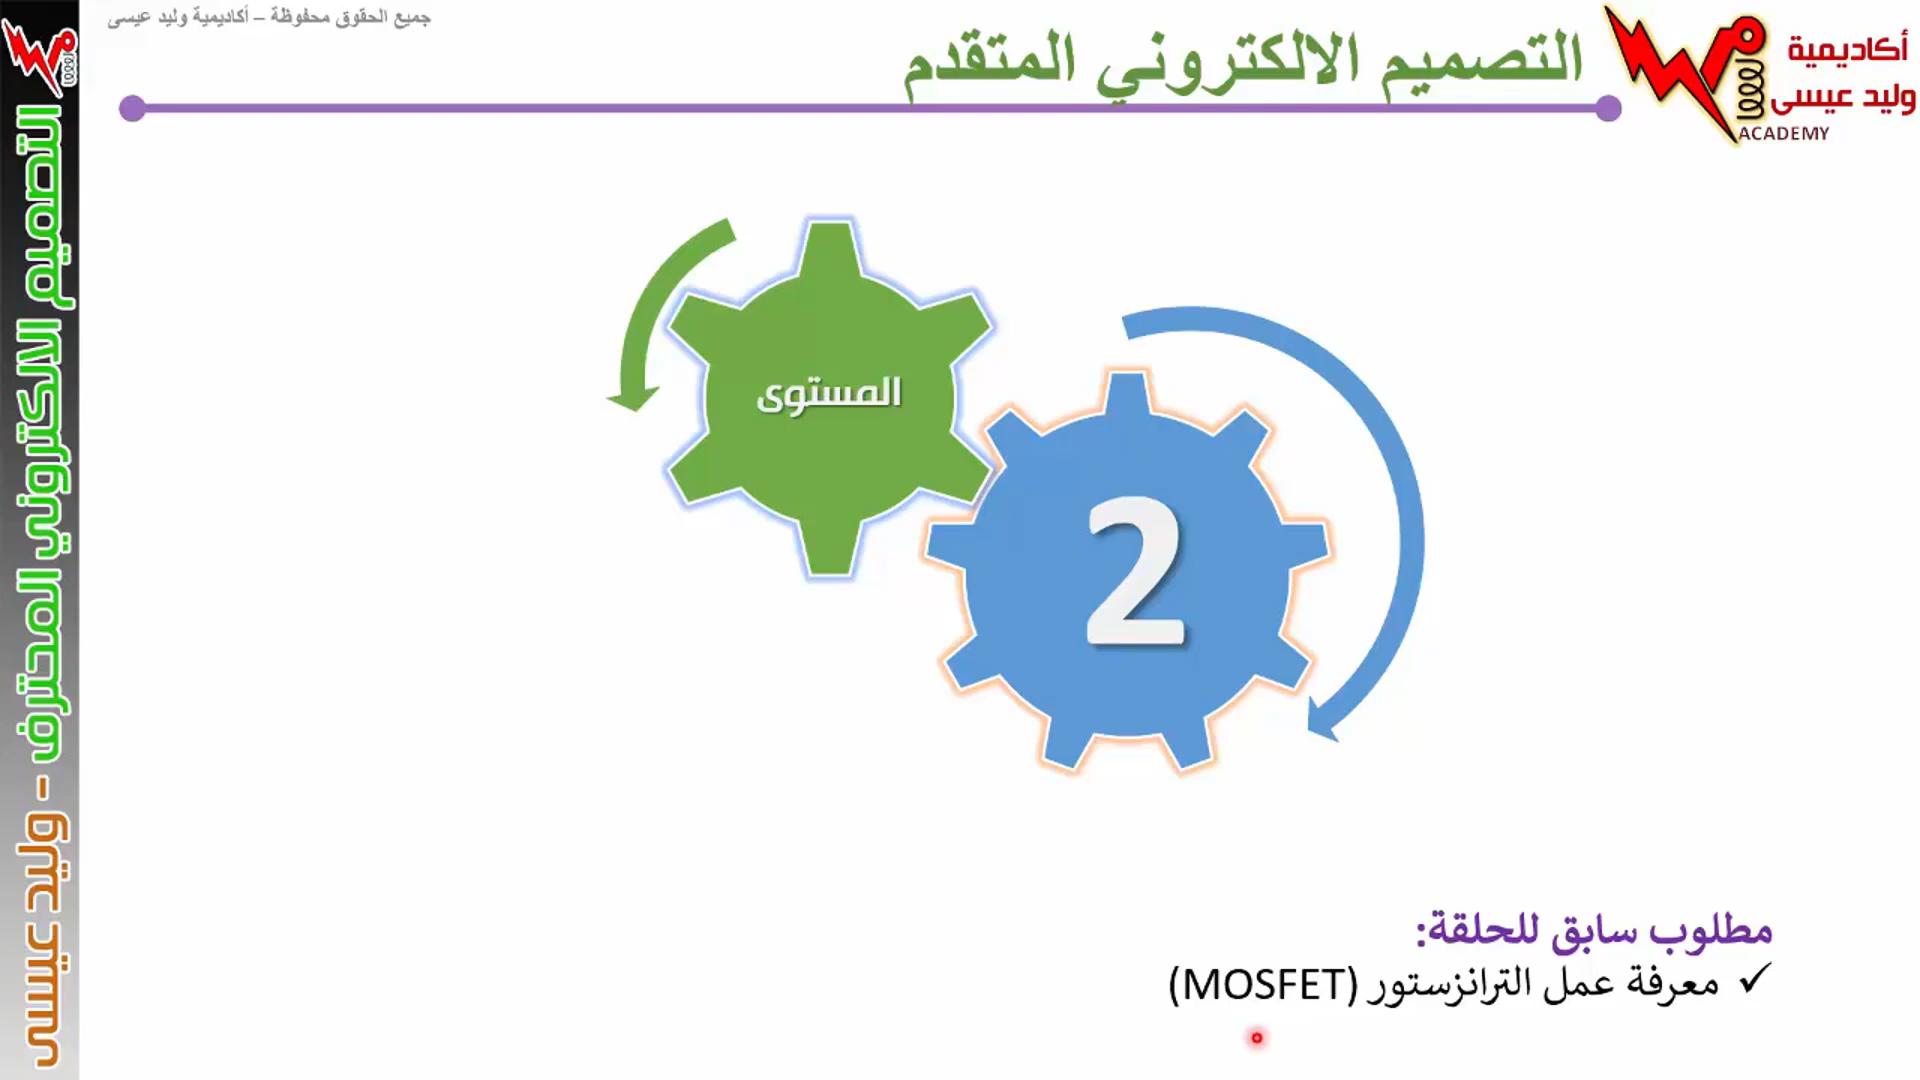 جميع الحقوق محفوظة – أكاديمية وليد عيسى
التصميم الالكتروني المتقدم
أكاديمية
وليد عيسى
ACADEMY
المستوى
2
مطلوب سابق للحلقة:
✓ معرفة عمل الترانزستور (MOSFET)
التصميم الالكتروني المحترف - وليد عيسى